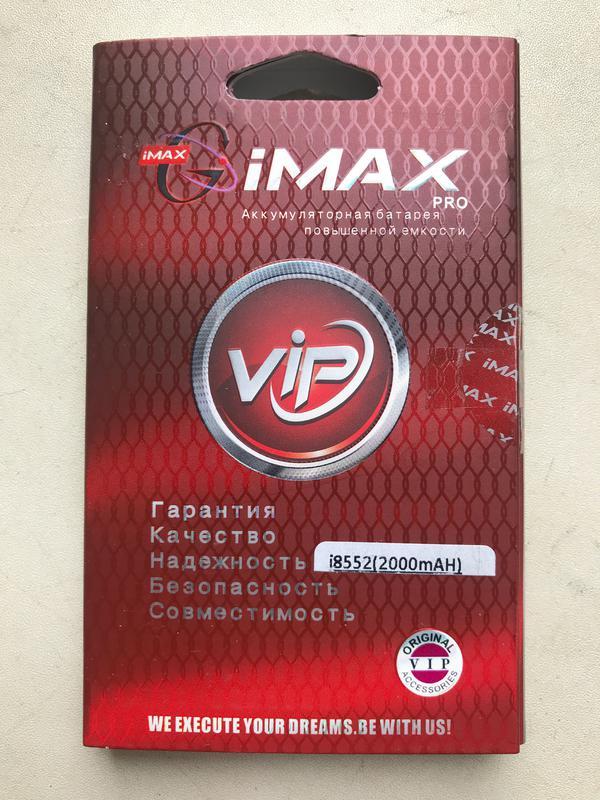 iMAX
iMAX
PRO
Аккумуляторная батарея
повышенной емкости
VIP
Гарантия
Качество
Надежность
i8552(2000mAH)
Безопасность
Совместимость
ORIGINAL
VIP
ACCESSORIES
WE EXECUTE YOUR DREAMS.BE WITH US!
iMAX